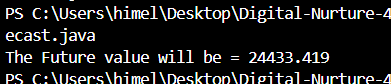 PS C:\Users\himel\Desktop\Digital-Nurture-4
ecast.java
The Future value will be = 24433.419
PS C:\Users\himel\Desktop\Digital-Nurture-4